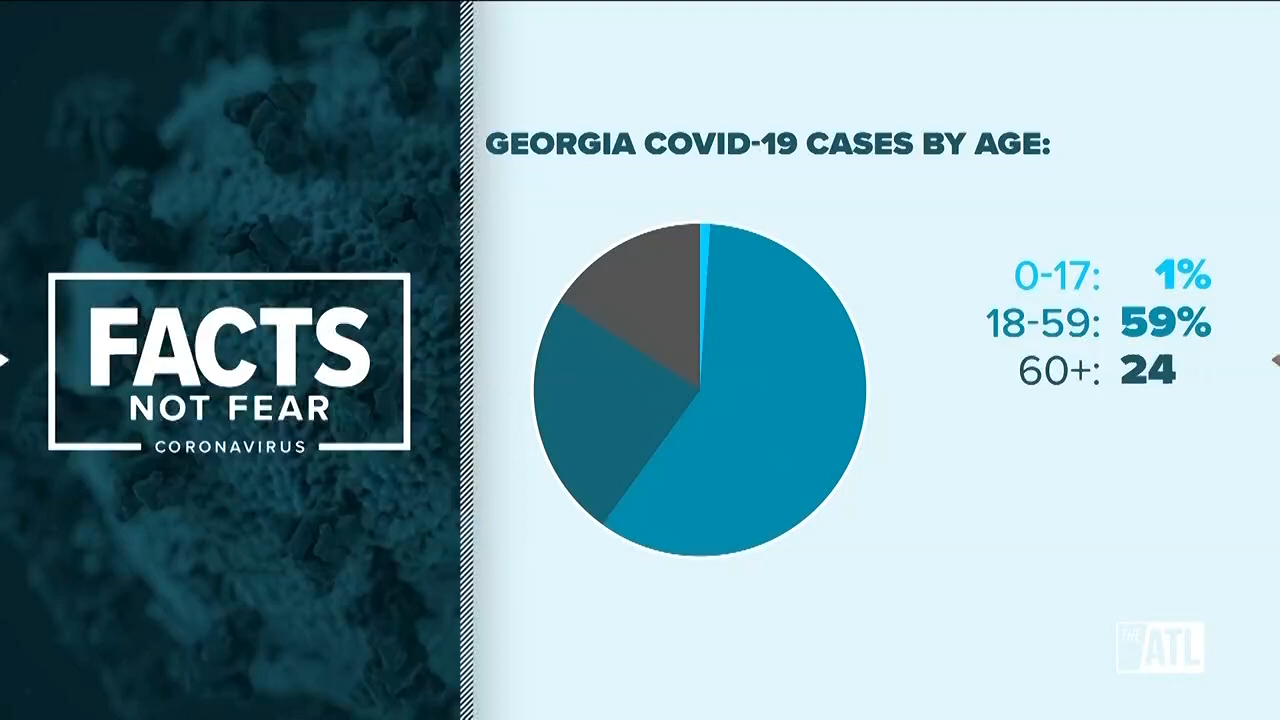 FACTS
NOT FEAR
CORONAVIRUS
GEORGIA COVID-19 CASES BY AGE:
0-17: 1%
18-59: 59%
60+: 24
THE ATL